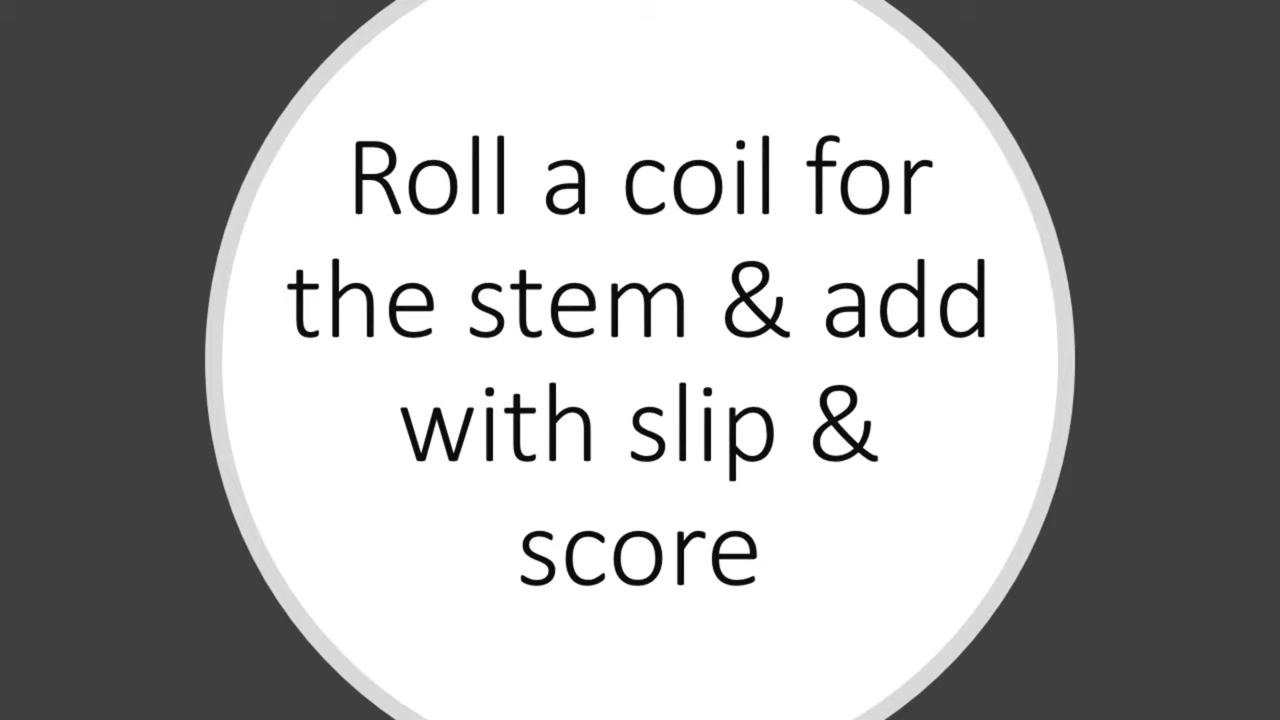 Roll a coil for
the stem & add
with slip &
score